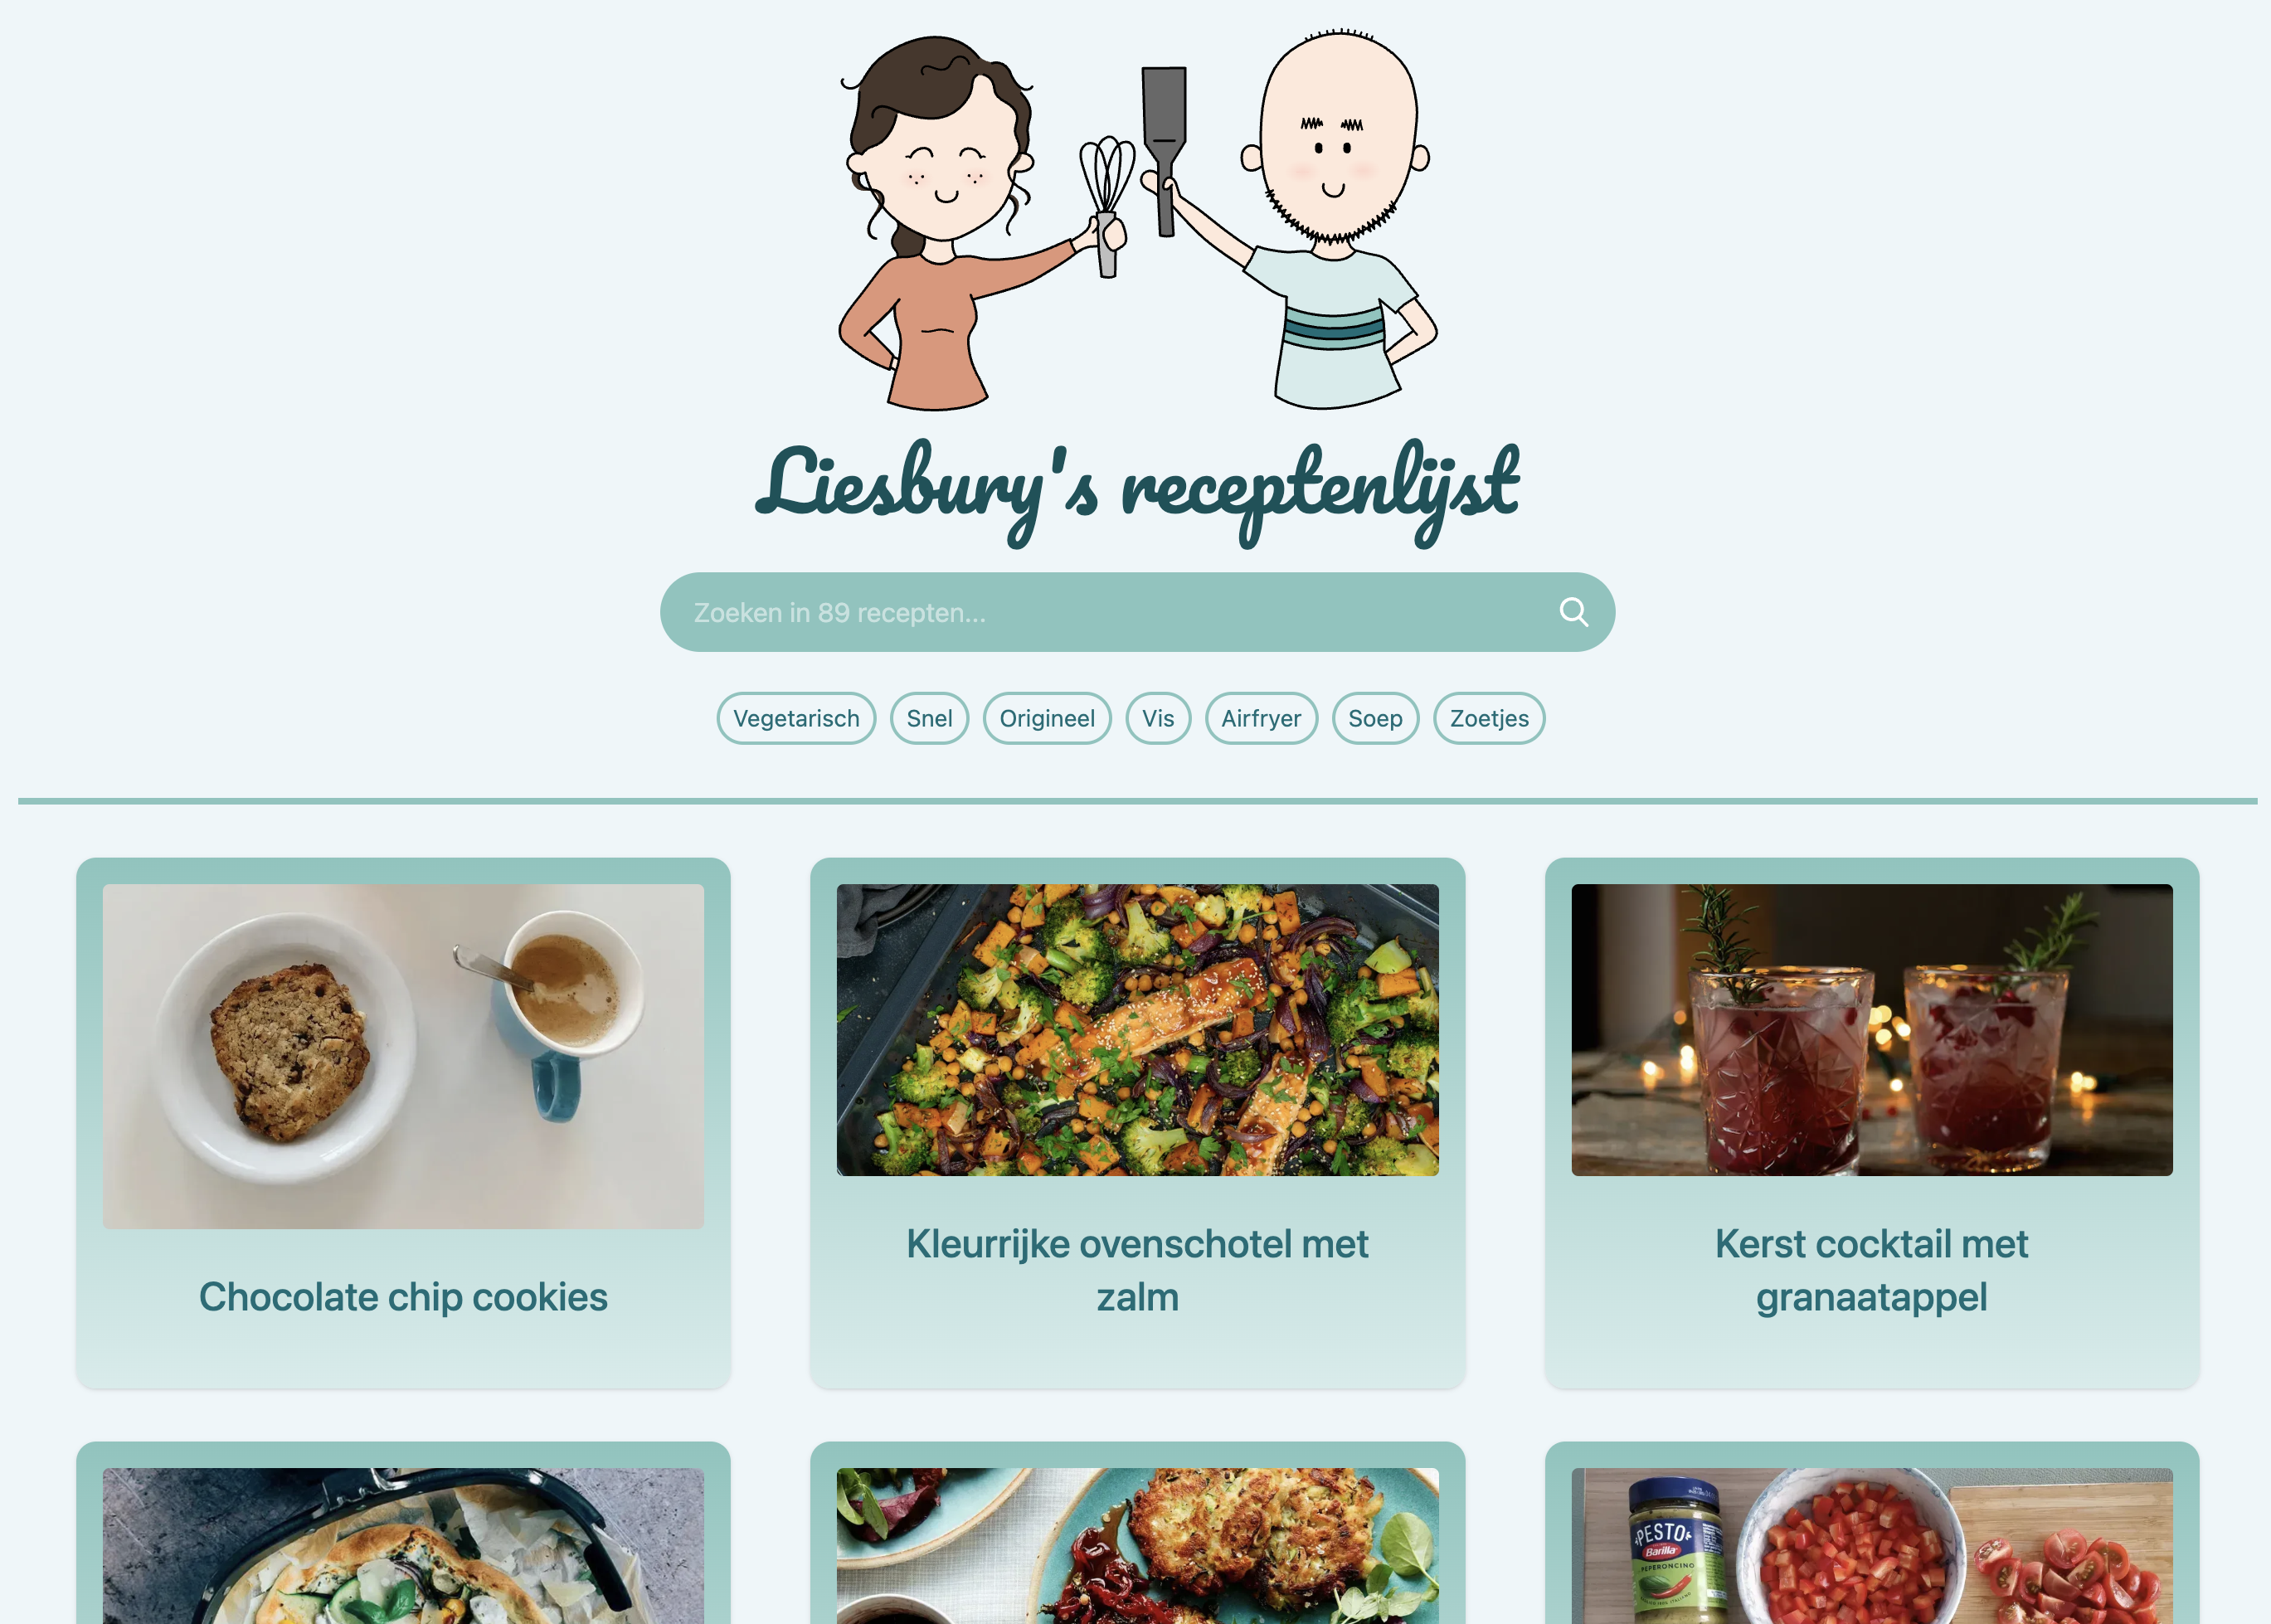 Liesbury's receptenlijst
Zoeken in 89 recepten...
Vegetarisch
Snel
Origineel
Vis
Airfryer
Soep
Zoetjes
Chocolate chip cookies
Kleurrijke ovenschotel met
zalm
Kerst cocktail met
granaatappel
PESTO
Barilla
PEPERONCINO